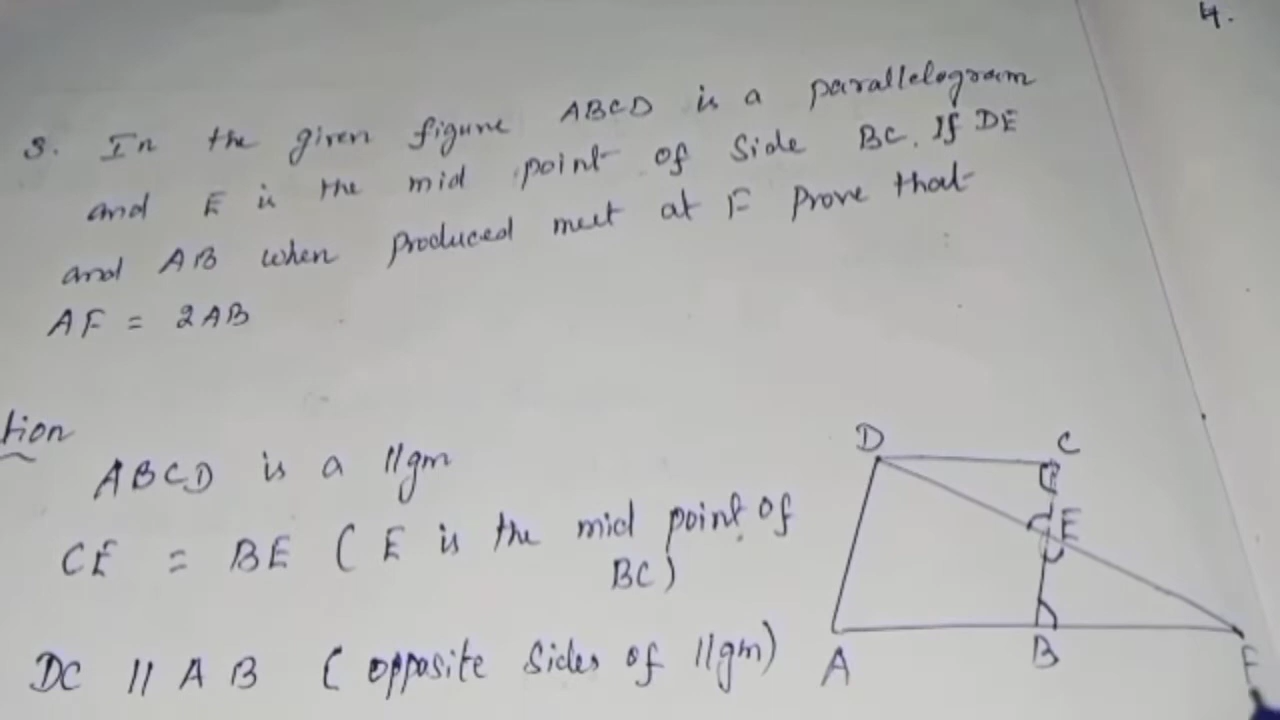 4.
3. In the given figure ABCD is a parallelogram
and E is the mid point of side BC. If DE
and AB when produced meet at F prove that
AF = 2AB
tion
ABCD is a llgm
CE = BE ( E is the mid point of
BC)
DC || AB ( opposite sides of llgm)
D C
E
A B F